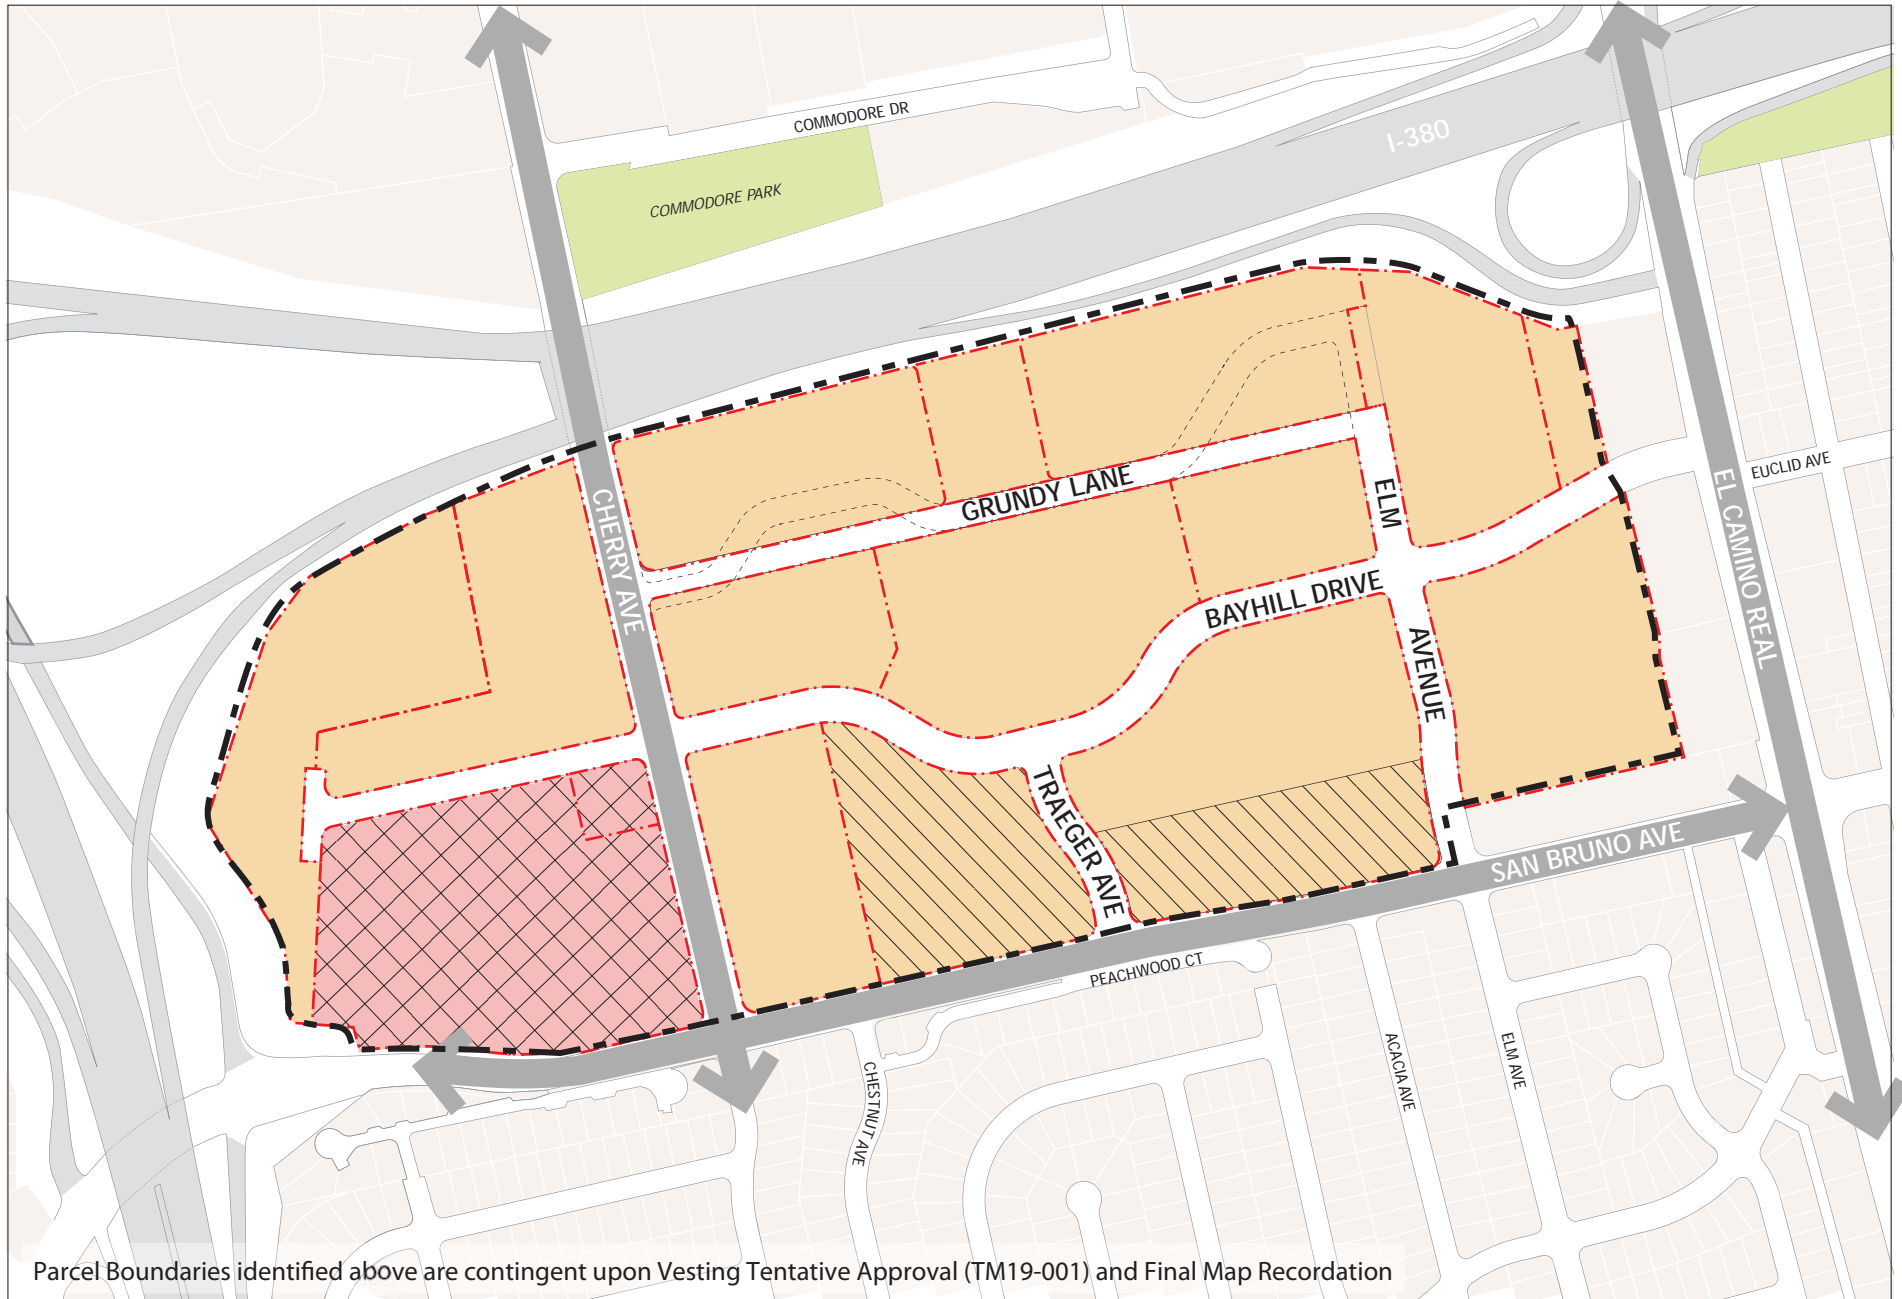 COMMODORE DR
I-380
COMMODORE PARK
EUCLID AVE
GRUNDY LANE
ELM
CHERRY AVE
EL CAMINO REAL
BAYHILL DRIVE
AVENUE
TRAEGER AVE
SAN BRUNO AVE
PEACHWOOD CT
CHESTNUT AVE
ACACIA AVE
ELM AVE
Parcel Boundaries identified above are contingent upon Vesting Tentative Approval (TM19-001) and Final Map Recordation